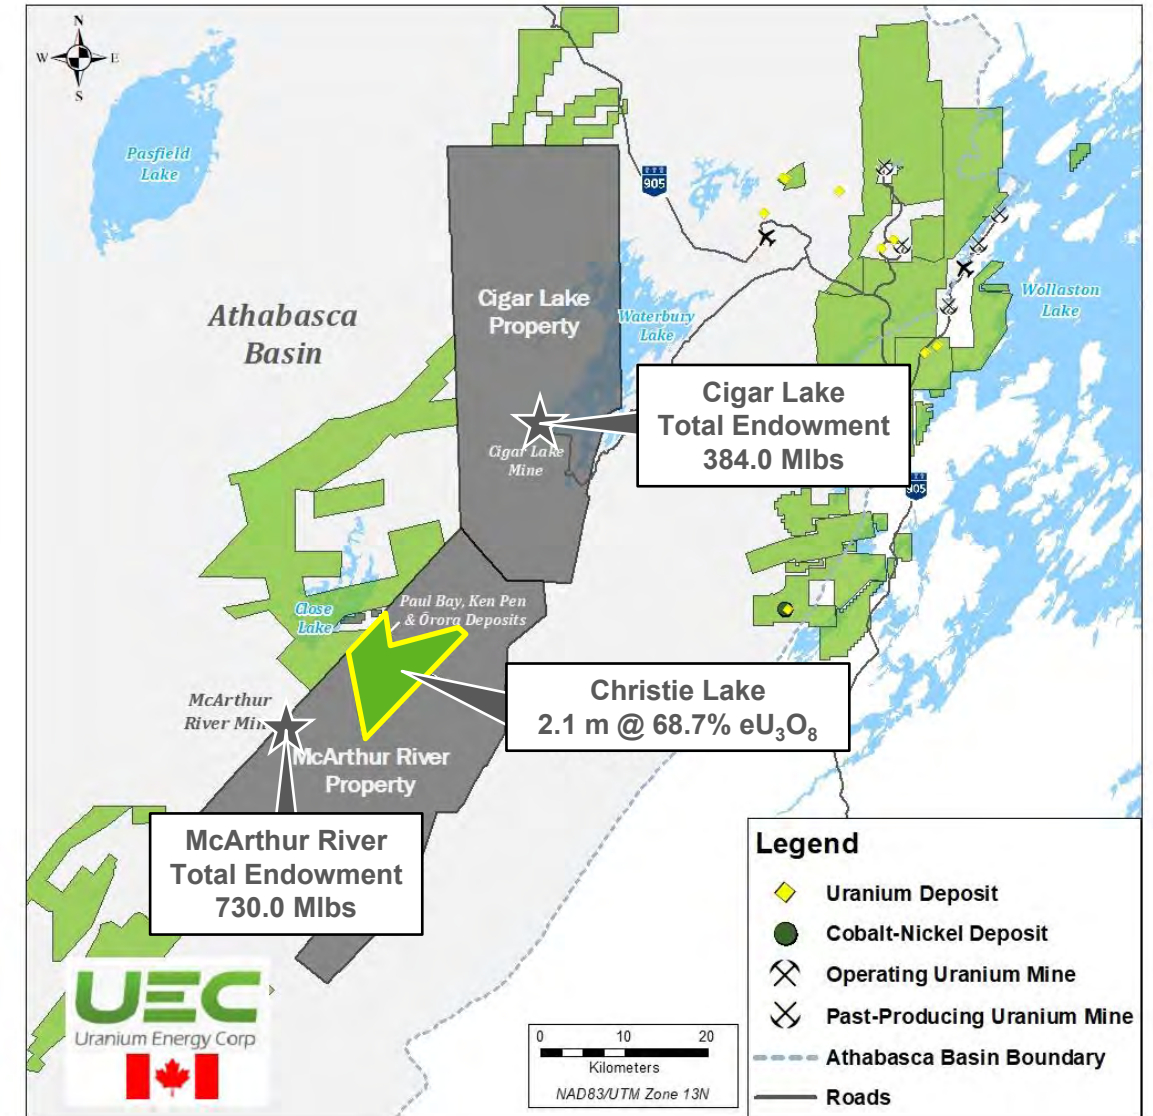 N
W
E
S
Pasfield
Lake
905
Athabasca
Basin
Cigar Lake
Property
Waterbury
Lake
Wollaston
Lake
Cigar Lake
Total Endowment
384.0 Mlbs
Cigar Lake
Mine
905
Close
Lake
Paul Bay, Ken Pen
& Ōrora Deposits
Christie Lake
2.1 m @ 68.7% eU₃O₈
McArthur
River Min
McArthur River
Property
McArthur River
Total Endowment
730.0 Mlbs
Legend
Uranium Deposit
Cobalt-Nickel Deposit
Operating Uranium Mine
Past-Producing Uranium Mine
Athabasca Basin Boundary
Roads
UEC
Uranium Energy Corp
0 10 20
Kilometers
NAD83/UTM Zone 13N